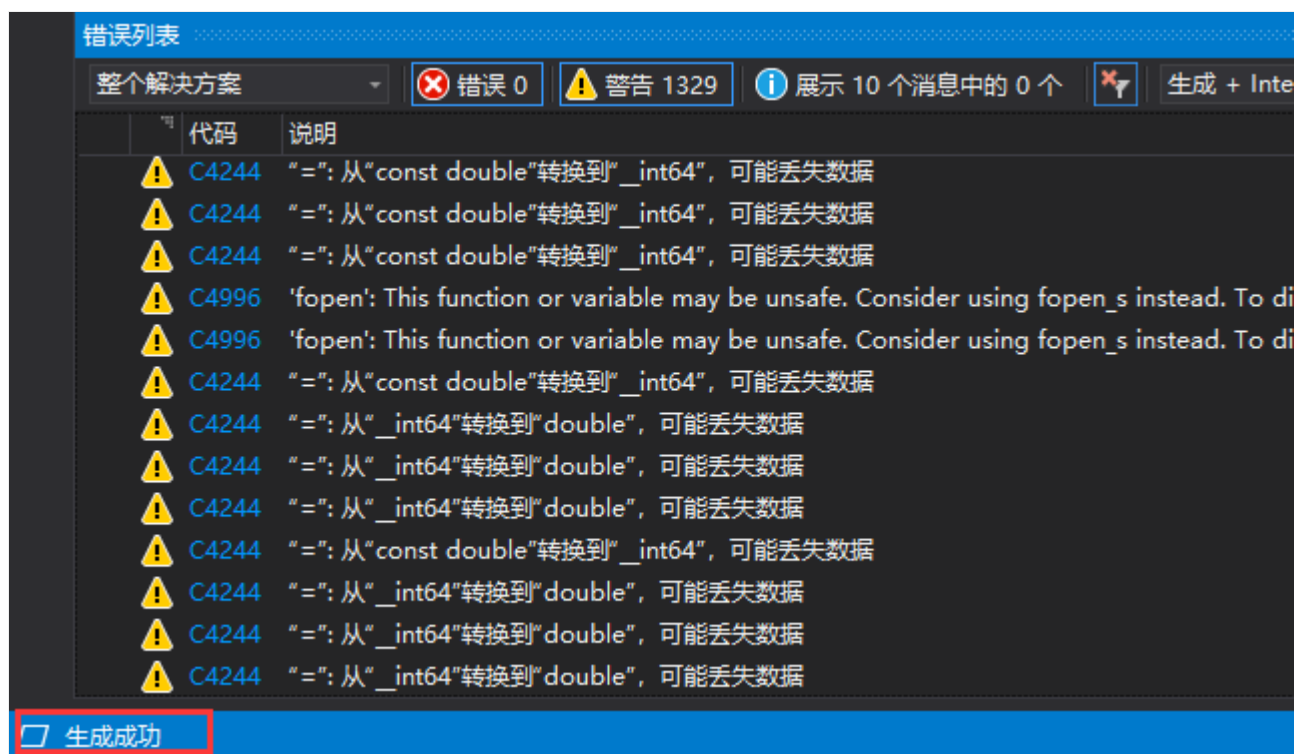 错误列表
整个解决方案 错误 0 警告 1329 展示 10 个消息中的 0 个 生成 + Inte
代码 说明
C4244 “=”: 从“const double”转换到“__int64”, 可能丢失数据
C4244 “=”: 从“const double”转换到“__int64”, 可能丢失数据
C4244 “=”: 从“const double”转换到“__int64”, 可能丢失数据
C4996 'fopen': This function or variable may be unsafe. Consider using fopen_s instead. To di
C4996 'fopen': This function or variable may be unsafe. Consider using fopen_s instead. To di
C4244 “=”: 从“const double”转换到“__int64”, 可能丢失数据
C4244 “=”: 从“__int64”转换到“double”, 可能丢失数据
C4244 “=”: 从“__int64”转换到“double”, 可能丢失数据
C4244 “=”: 从“__int64”转换到“double”, 可能丢失数据
C4244 “=”: 从“const double”转换到“__int64”, 可能丢失数据
C4244 “=”: 从“__int64”转换到“double”, 可能丢失数据
C4244 “=”: 从“__int64”转换到“double”, 可能丢失数据
C4244 “=”: 从“__int64”转换到“double”, 可能丢失数据
生成成功